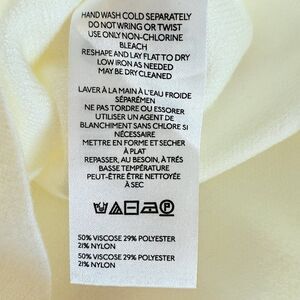 HAND WASH COLD SEPARATELY
DO NOT WRING OR TWIST
USE ONLY NON-CHLORINE
BLEACH
RESHAPE AND LAY FLAT TO DRY
LOW IRON AS NEEDED
MAY BE DRY CLEANED
LAVER À LA MAIN À L'EAU FROIDE
SÉPARÉMEN
NE PAS TORDRE OU ESSORER
UTILISER UN AGENT DE
BLANCHIMENT SANS CHLORE SI
NÉCESSAIRE
METTRE EN FORME ET SECHER
À PLAT
REPASSER, AU BESOIN, À TRÉS
BASSE TEMPÉRATURE
PEUT-ÊTRE ÊTRE NETTOYÉE
À SEC
50% VISCOSE 29% POLYESTER
21% NYLON
50% VISCOSE 29% POLYESTER
21% NYLON